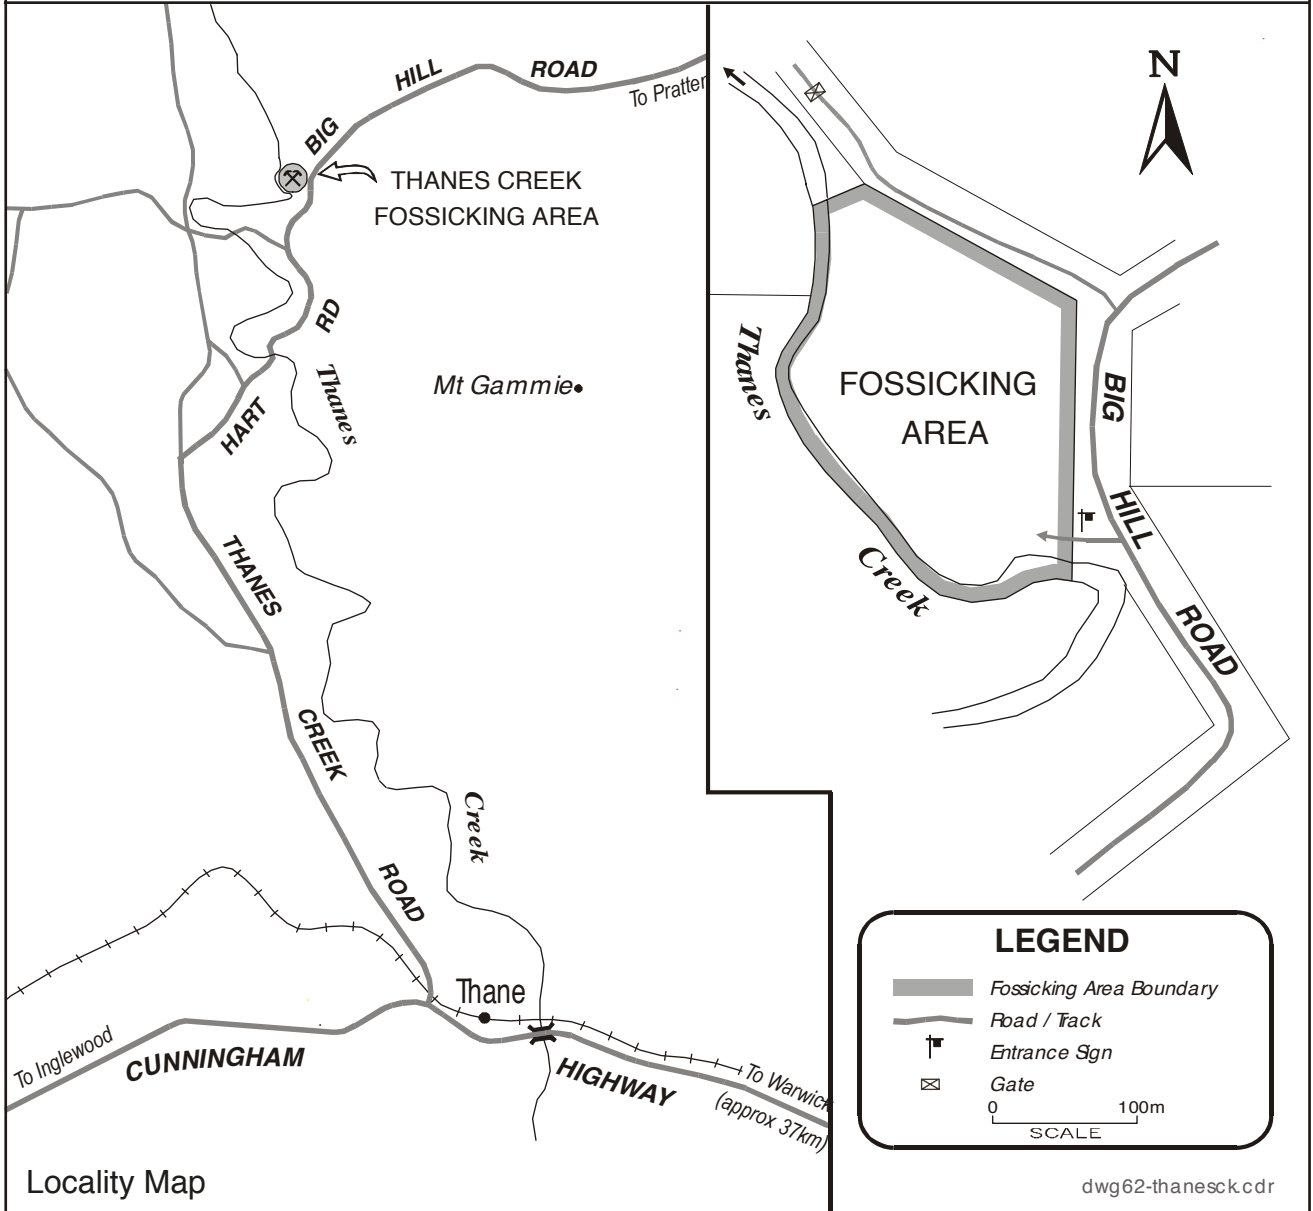 BIG
HILL
ROAD
To Pratten
THANES CREEK
FOSSICKING AREA
RD
Mt Gammie
Thanes
HART
THANES
CREEK
Creek
ROAD
Thane
To Inglewood
CUNNINGHAM
HIGHWAY
To Warwick
(approx 37km)
Locality Map
N
Thanes
FOSSICKING
AREA
BIG
HILL
Creek
ROAD
LEGEND
Fossicking Area Boundary
Road / Track
Entrance Sign
Gate
0 100m
SCALE
dwg62-thanesck.cdr